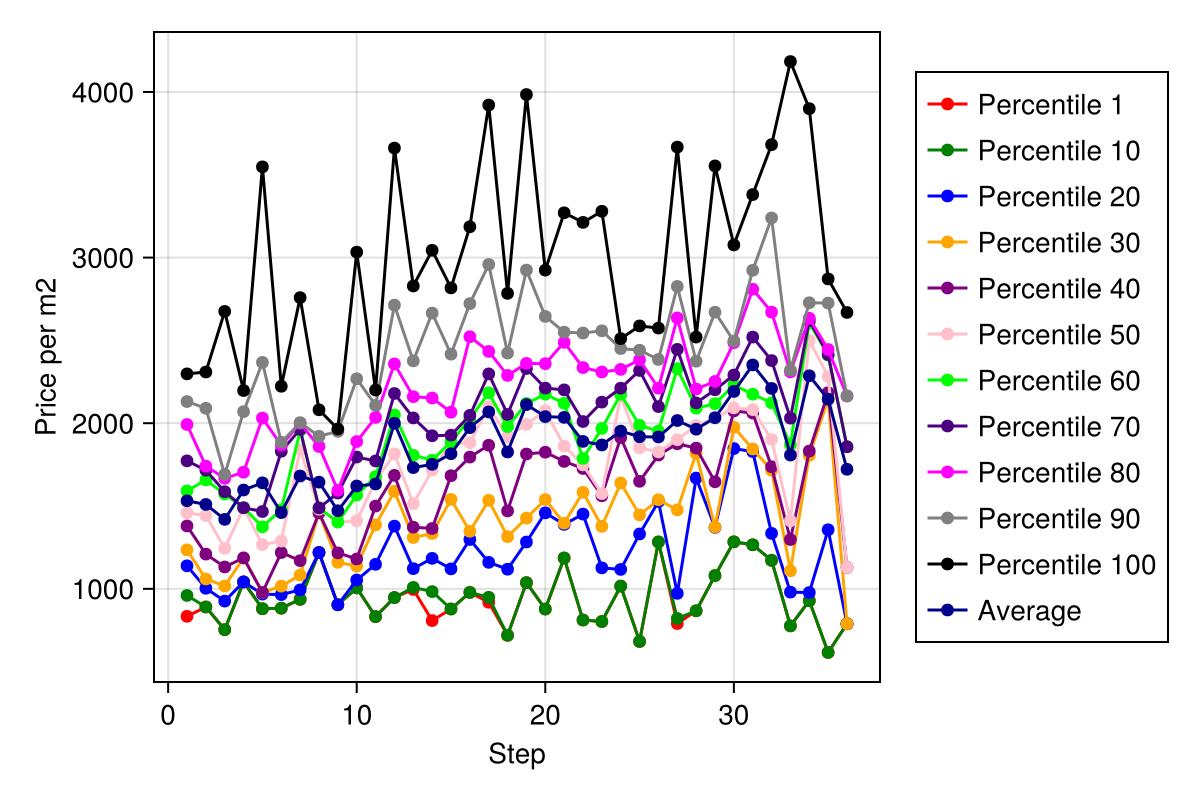 4000
3000
2000
1000
Price per m2
0
10
20
30
Step
Percentile 1
Percentile 10
Percentile 20
Percentile 30
Percentile 40
Percentile 50
Percentile 60
Percentile 70
Percentile 80
Percentile 90
Percentile 100
Average